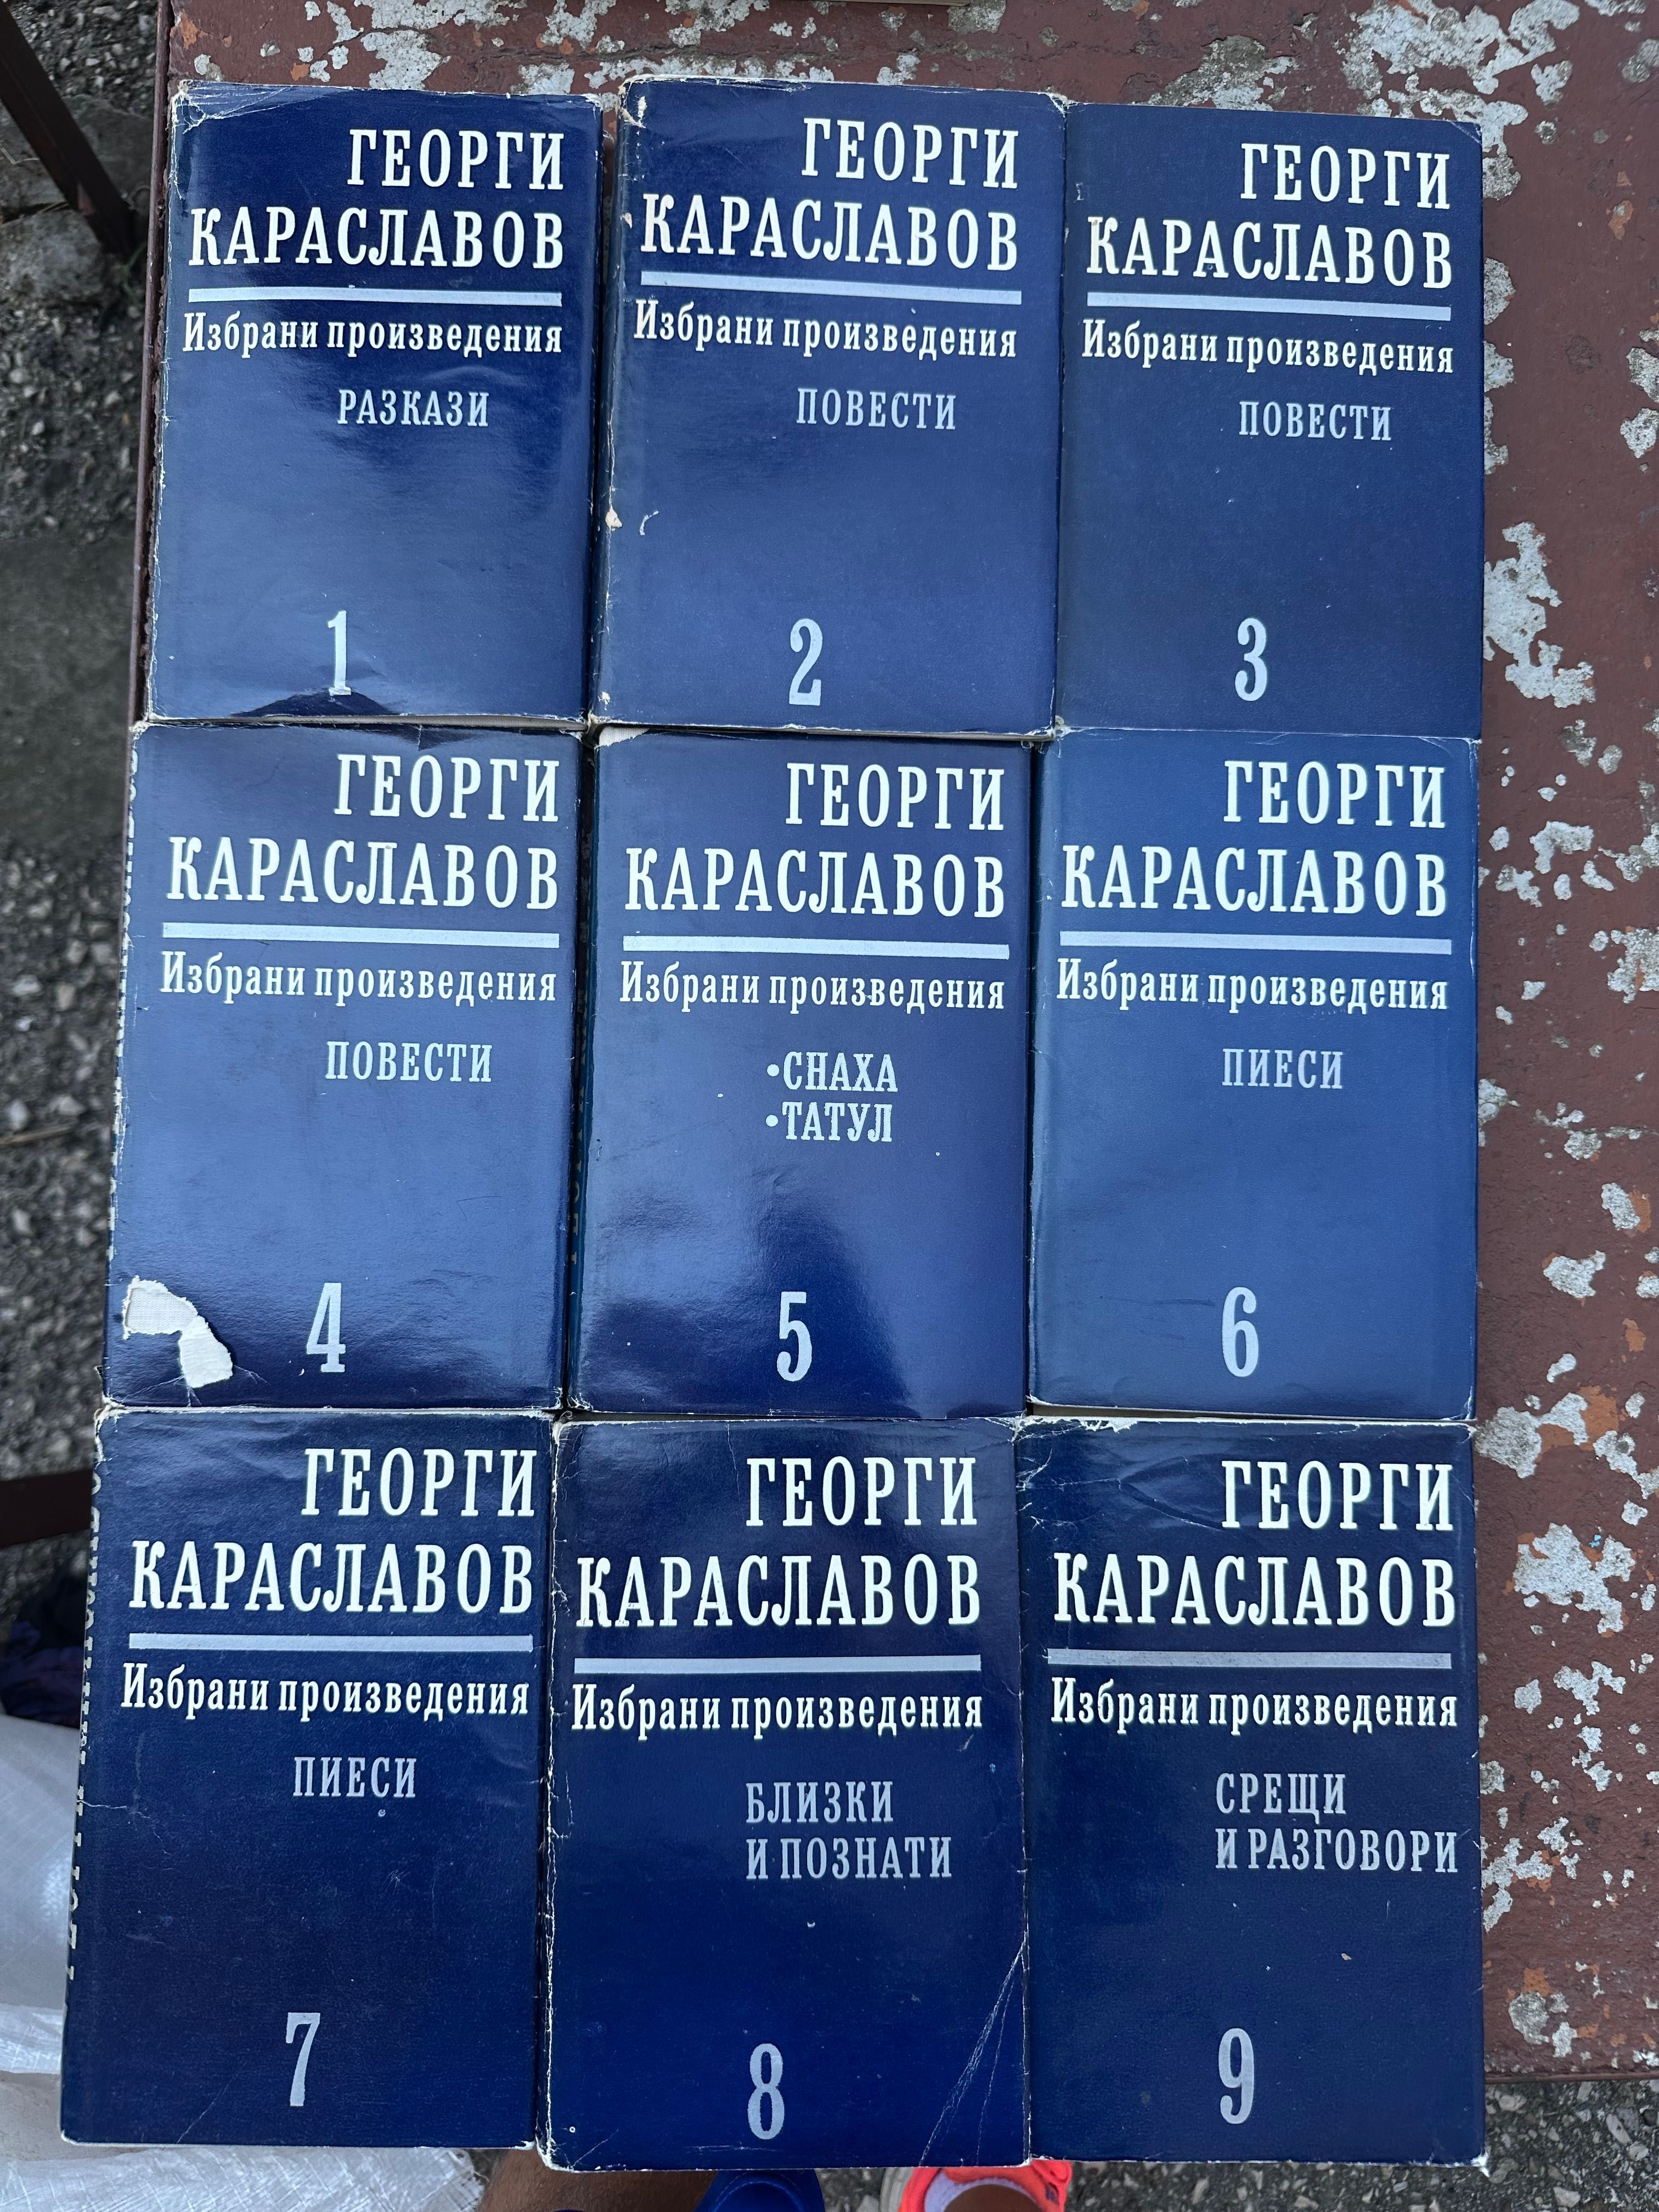 ГЕОРГИ
КАРАСЛАВОВ
Избрани произведения
РАЗКАЗИ
1
ГЕОРГИ
КАРАСЛАВОВ
Избрани произведения
ПОВЕСТИ
2
ГЕОРГИ
КАРАСЛАВОВ
Избрани произведения
ПОВЕСТИ
3
ГЕОРГИ
КАРАСЛАВОВ
Избрани произведения
ПОВЕСТИ
4
ГЕОРГИ
КАРАСЛАВОВ
Избрани произведения
•СНАХА
•ТАТУЛ
5
ГЕОРГИ
КАРАСЛАВОВ
Избрани произведения
ПИЕСИ
6
ГЕОРГИ
КАРАСЛАВОВ
Избрани произведения
ПИЕСИ
7
ГЕОРГИ
КАРАСЛАВОВ
Избрани произведения
БЛИЗКИ
И ПОЗНАТИ
8
ГЕОРГИ
КАРАСЛАВОВ
Избрани произведения
СРЕЩИ
И РАЗГОВОРИ
9